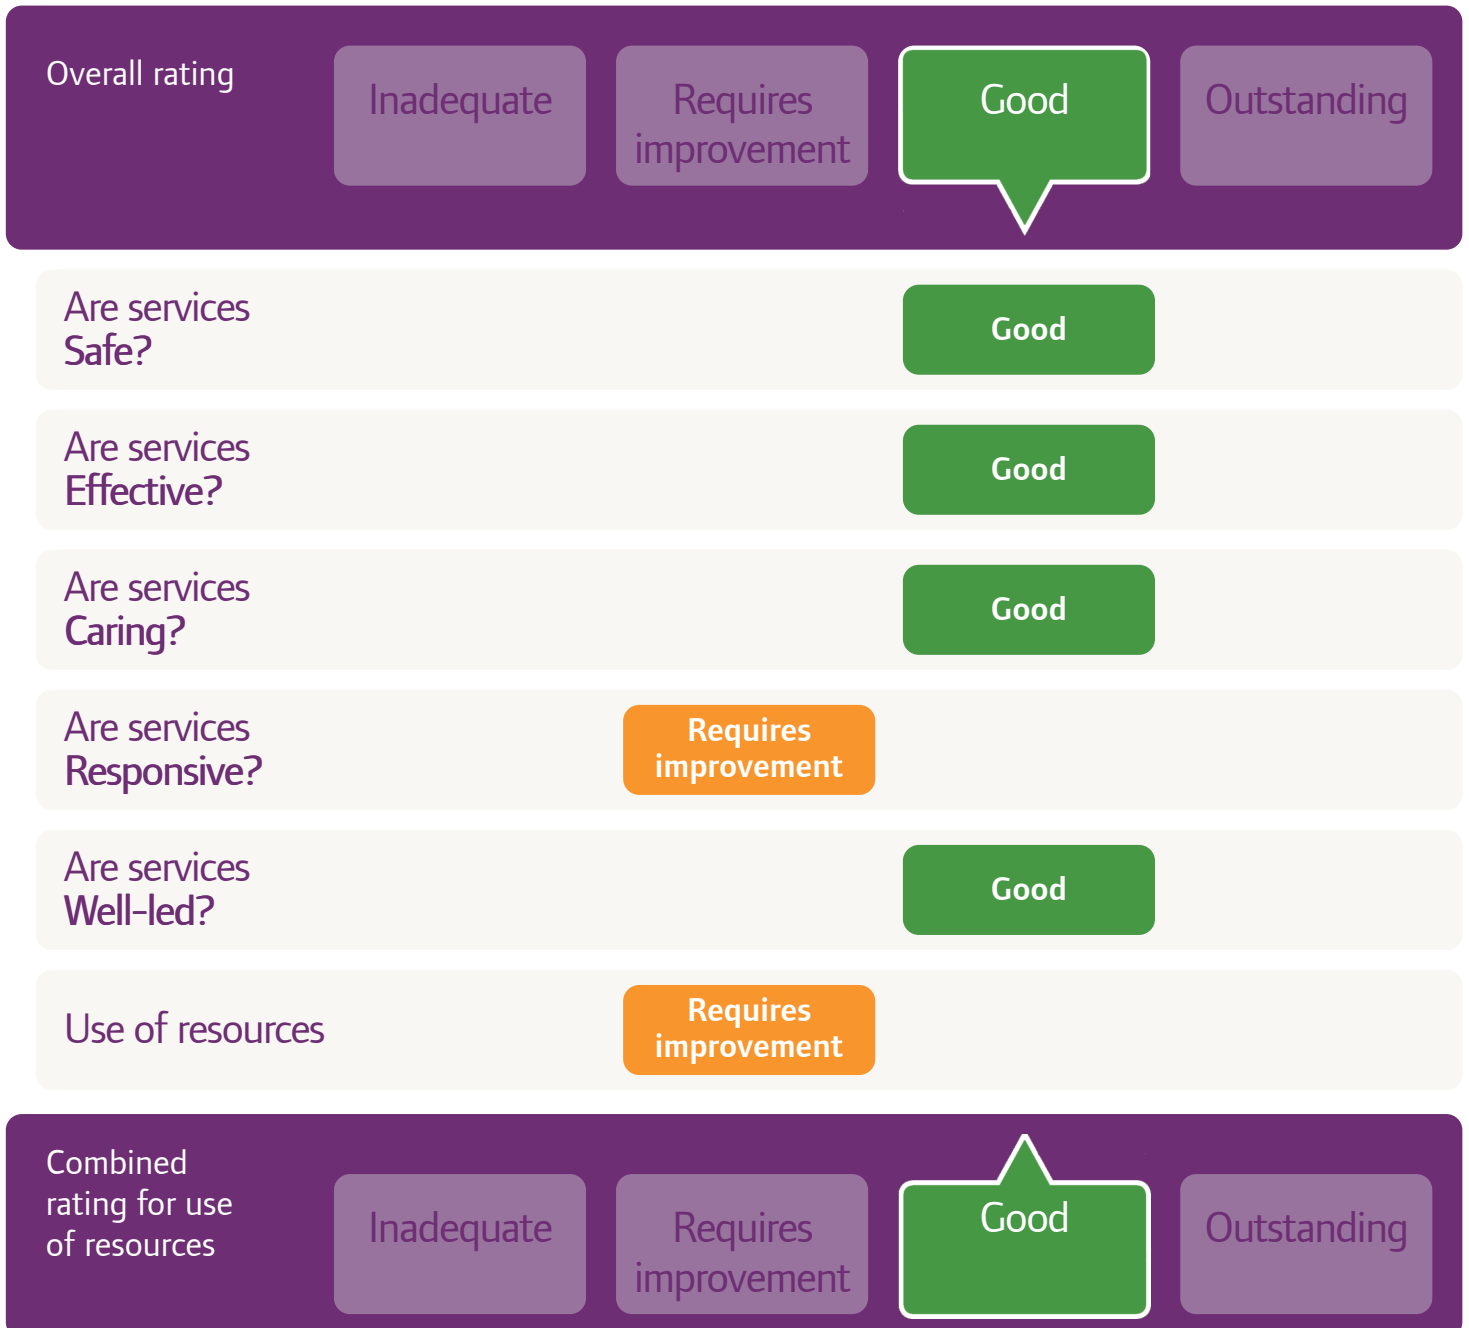 Overall rating
Inadequate
Requires
improvement
Good
Outstanding
Are services
Safe?
Good
Are services
Effective?
Good
Are services
Caring?
Good
Are services
Responsive?
Requires
improvement
Are services
Well-led?
Good
Use of resources
Requires
improvement
Combined
rating for use
of resources
Inadequate
Requires
improvement
Good
Outstanding